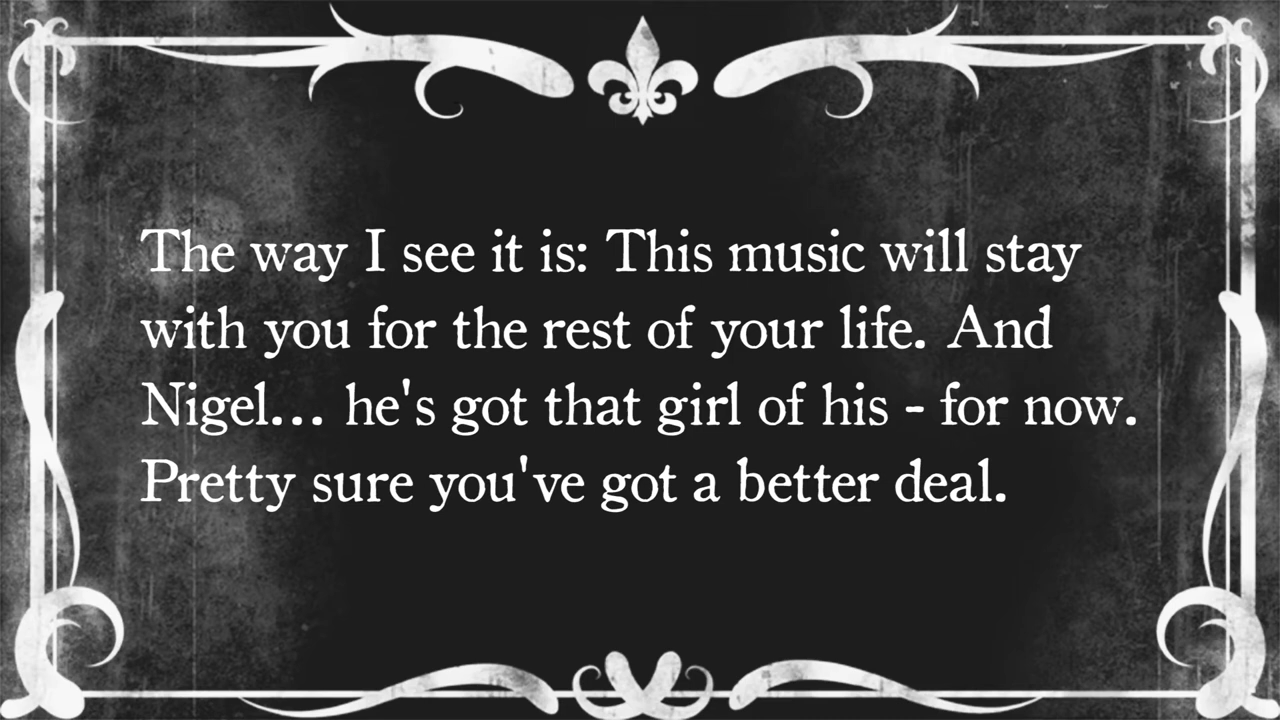 The way I see it is: This music will stay
with you for the rest of your life. And
Nigel... he's got that girl of his - for now.
Pretty sure you've got a better deal.